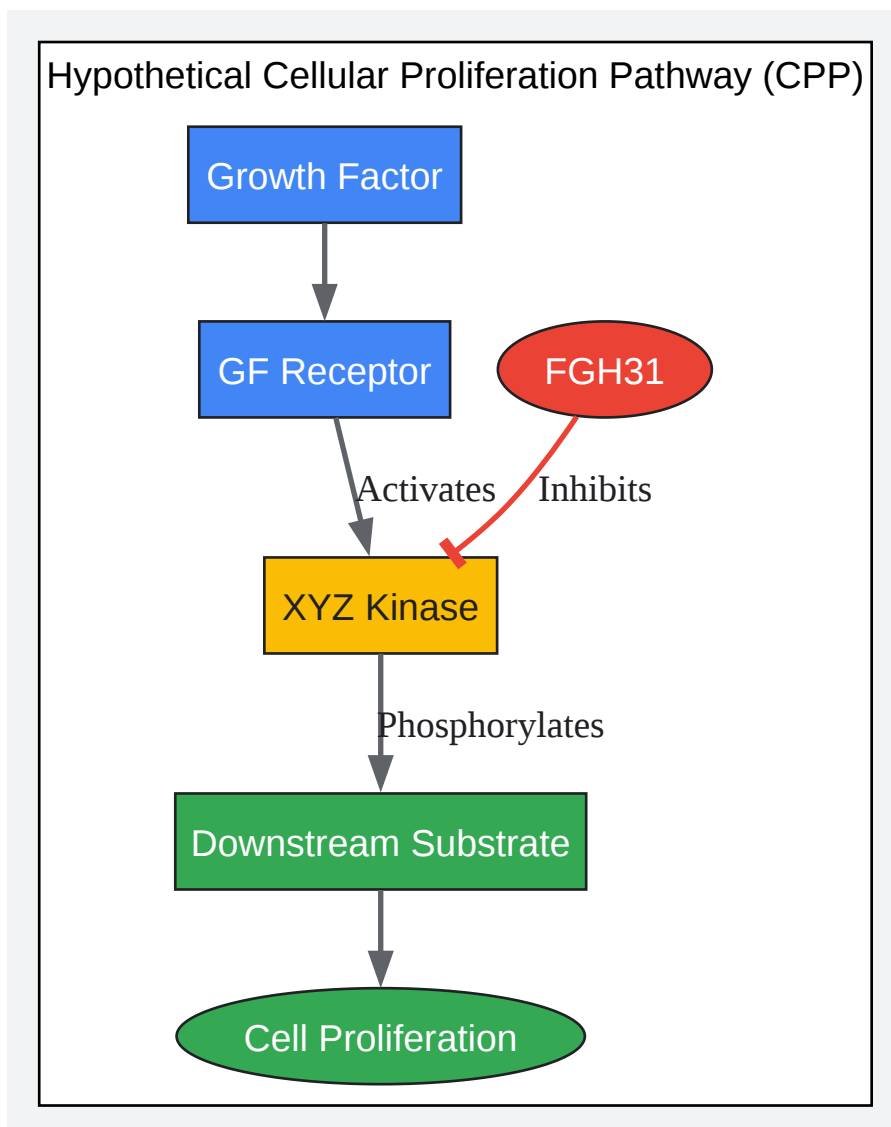 Hypothetical Cellular Proliferation Pathway (CPP)
Growth Factor
GF Receptor
FGH31
Activates
Inhibits
XYZ Kinase
Phosphorylates
Downstream Substrate
Cell Proliferation